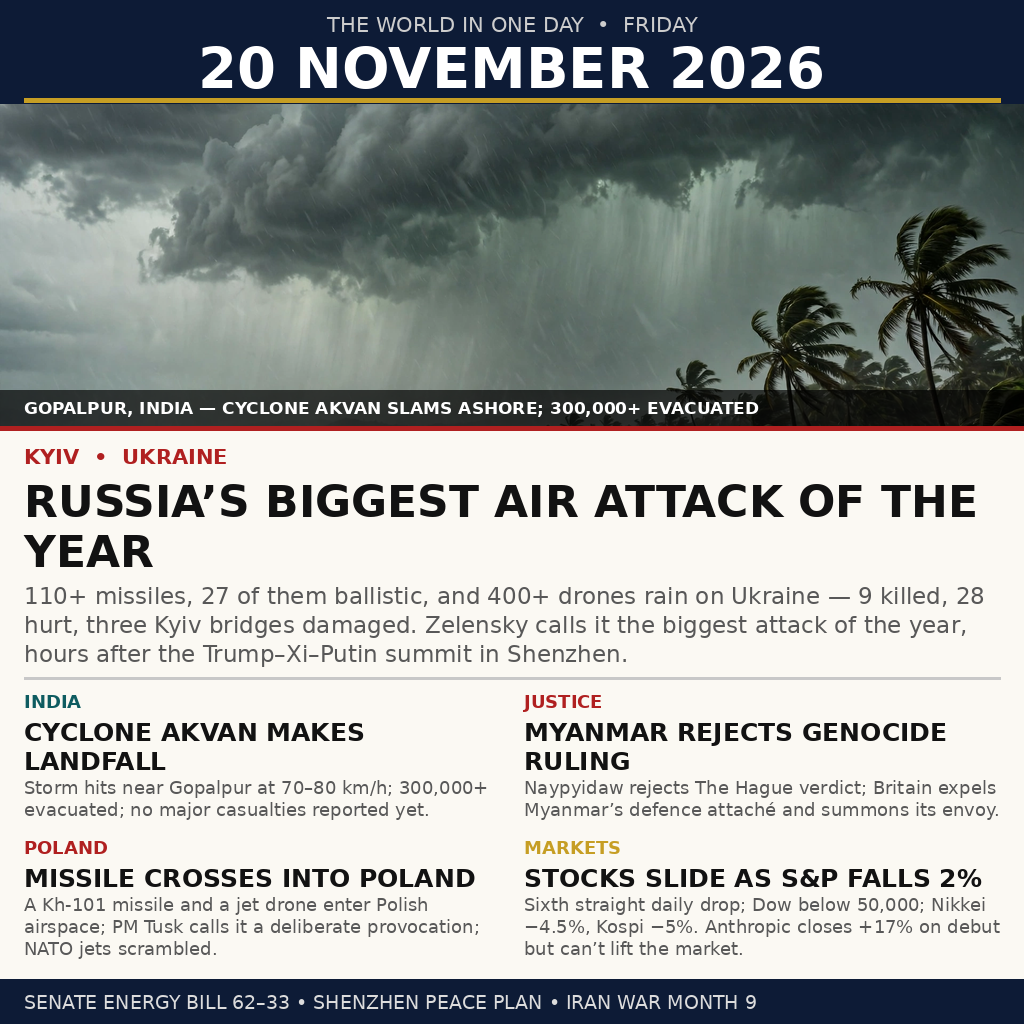 THE WORLD IN ONE DAY • FRIDAY
20 NOVEMBER 2026
GOPALPUR, INDIA — CYCLONE AKVAN SLAMS ASHORE; 300,000+ EVACUATED
KYIV • UKRAINE
RUSSIA’S BIGGEST AIR ATTACK OF THE
YEAR
110+ missiles, 27 of them ballistic, and 400+ drones rain on Ukraine — 9 killed, 28
hurt, three Kyiv bridges damaged. Zelensky calls it the biggest attack of the year,
hours after the Trump–Xi–Putin summit in Shenzhen.
INDIA
CYCLONE AKVAN MAKES
LANDFALL
Storm hits near Gopalpur at 70–80 km/h; 300,000+
evacuated; no major casualties reported yet.
JUSTICE
MYANMAR REJECTS GENOCIDE
RULING
Naypyidaw rejects The Hague verdict; Britain expels
Myanmar’s defence attaché and summons its envoy.
POLAND
MISSILE CROSSES INTO POLAND
A Kh-101 missile and a jet drone enter Polish
airspace; PM Tusk calls it a deliberate provocation;
NATO jets scrambled.
MARKETS
STOCKS SLIDE AS S&P FALLS 2%
Sixth straight daily drop; Dow below 50,000; Nikkei
−4.5%, Kospi −5%. Anthropic closes +17% on debut
but can’t lift the market.
SENATE ENERGY BILL 62–33 • SHENZHEN PEACE PLAN • IRAN WAR MONTH 9